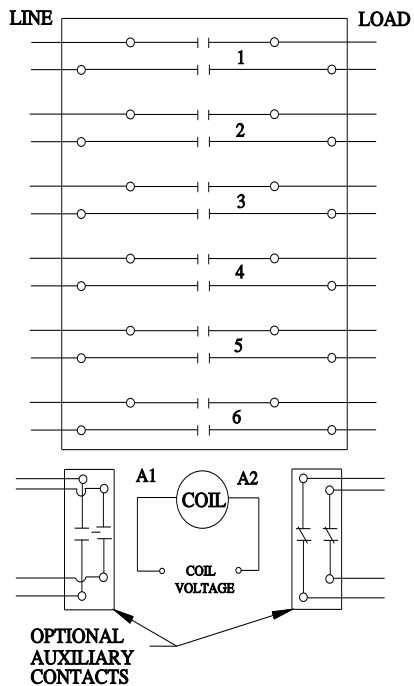 LINE
LOAD
1
2
3
4
5
6
A1
A2
COIL
COIL
VOLTAGE
OPTIONAL
AUXILIARY
CONTACTS